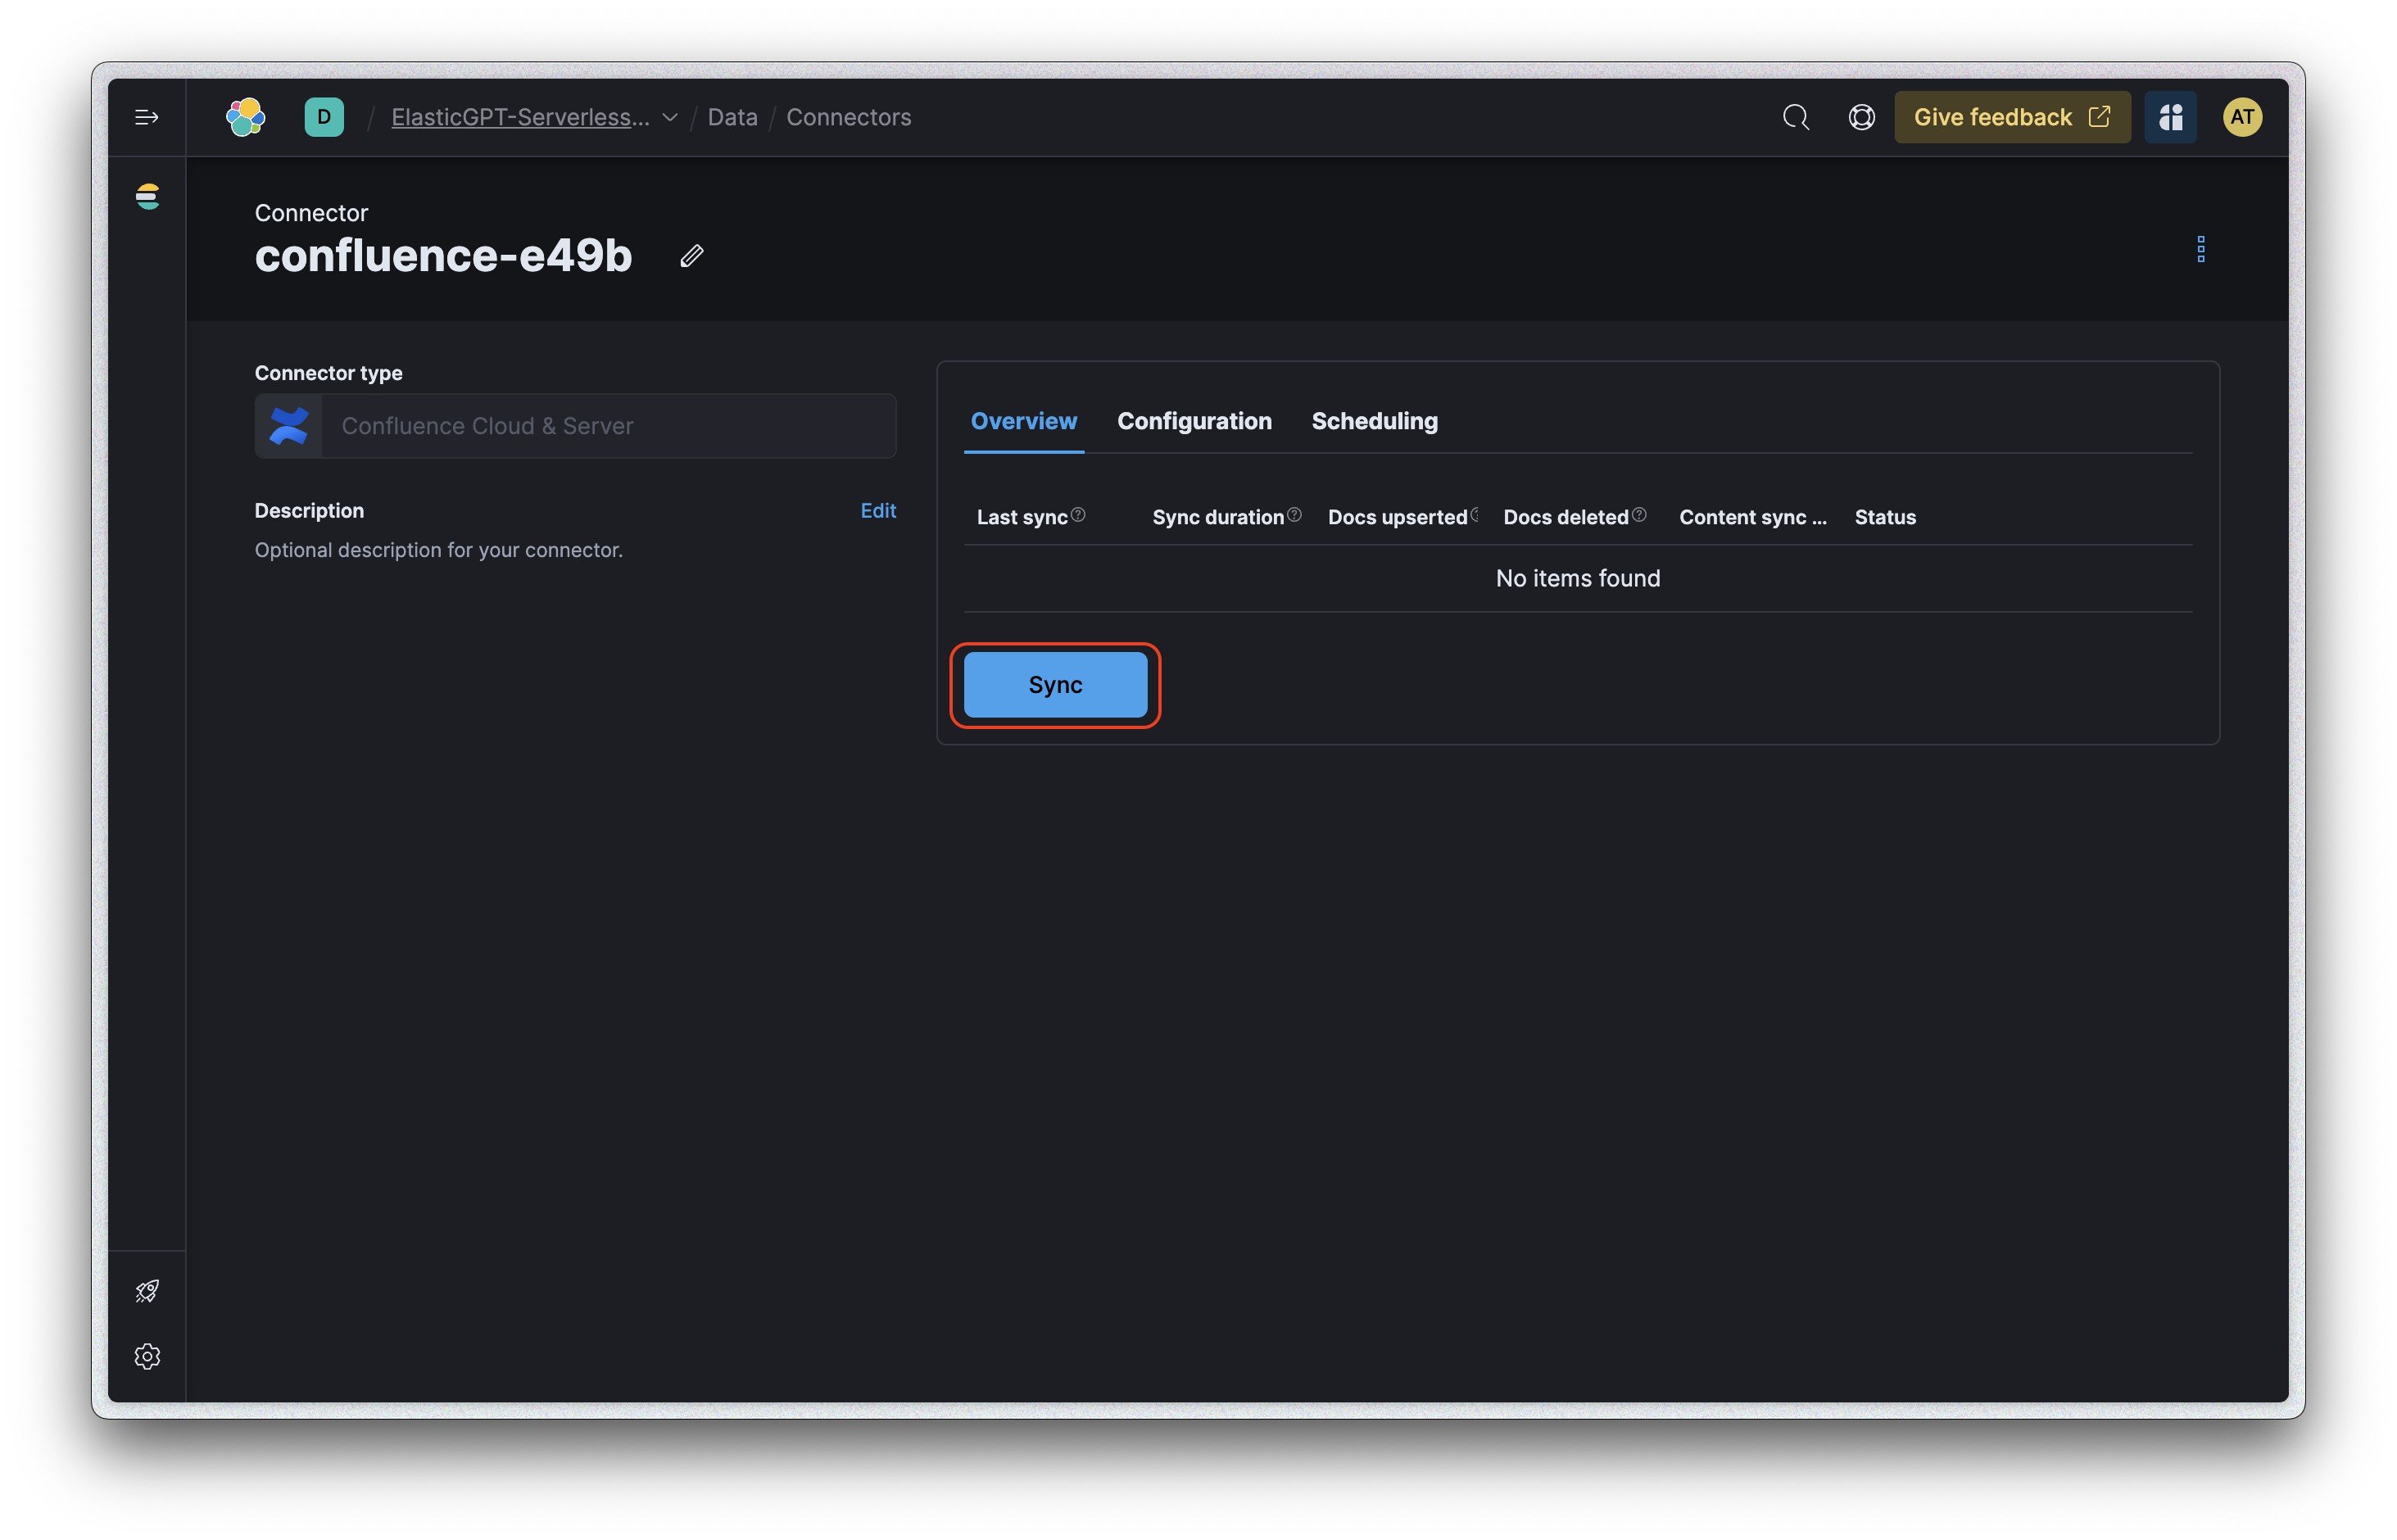 D / ElasticGPT-Serverless... / Data / Connectors Give feedback AT
Connector
confluence-e49b
Connector type
Confluence Cloud & Server
Description Edit
Optional description for your connector.
Overview Configuration Scheduling
Last sync Sync duration Docs upserted Docs deleted Content sync ... Status
No items found
Sync